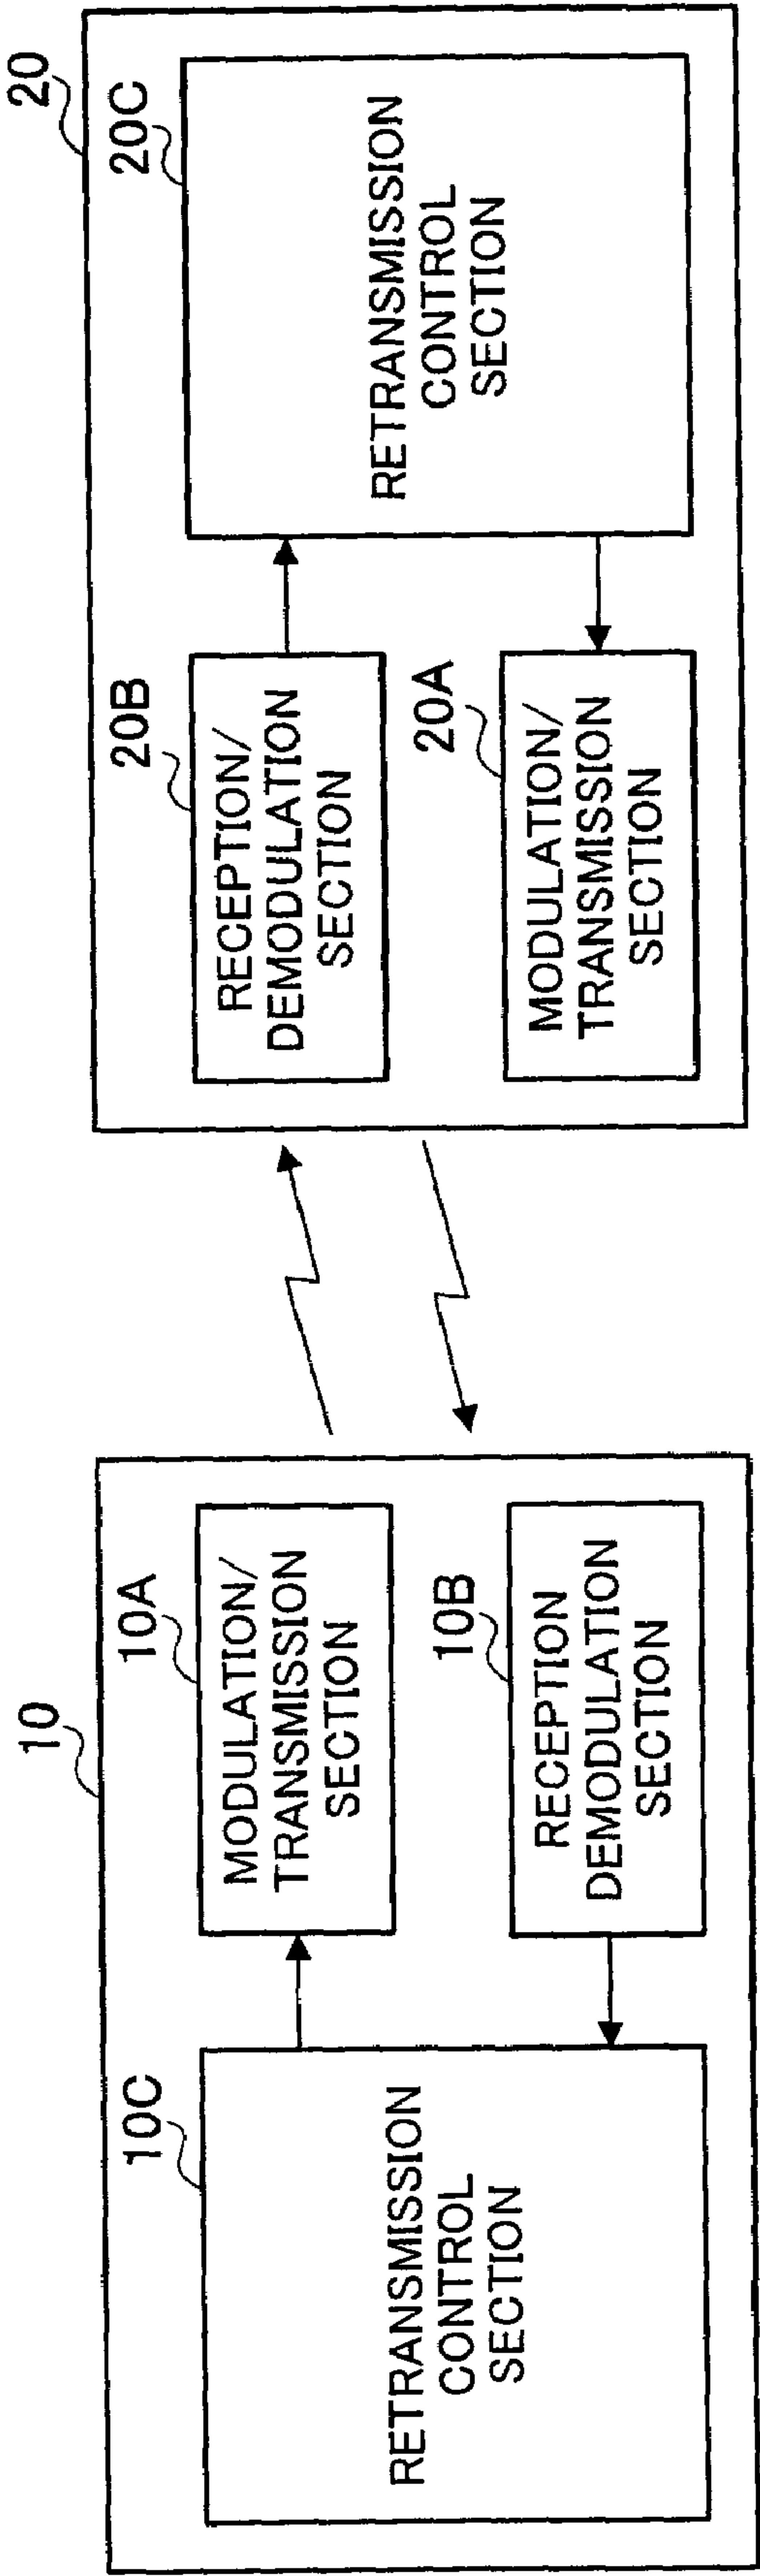 10
10C
RETRANSMISSION
CONTROL
SECTION
10A
MODULATION/
TRANSMISSION
SECTION
10B
RECEPTION
DEMODULATION
SECTION
20
20B
RECEPTION/
DEMODULATION
SECTION
20A
MODULATION/
TRANSMISSION
SECTION
20C
RETRANSMISSION
CONTROL
SECTION